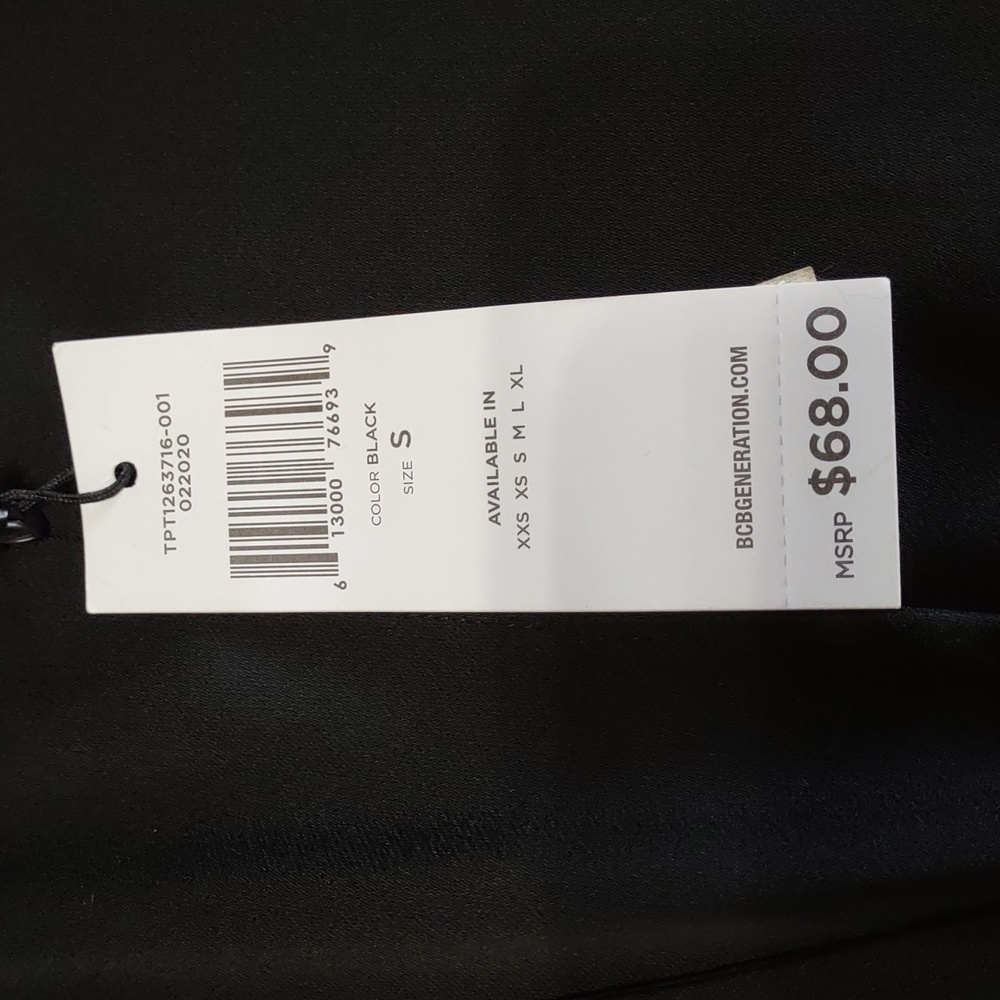 TPT1263716-001
022020
6 13000 76693 9
COLOR BLACK
SIZE S
AVAILABLE IN
XXS XS S M L XL
BCBGENERATION.COM
MSRP $68.00